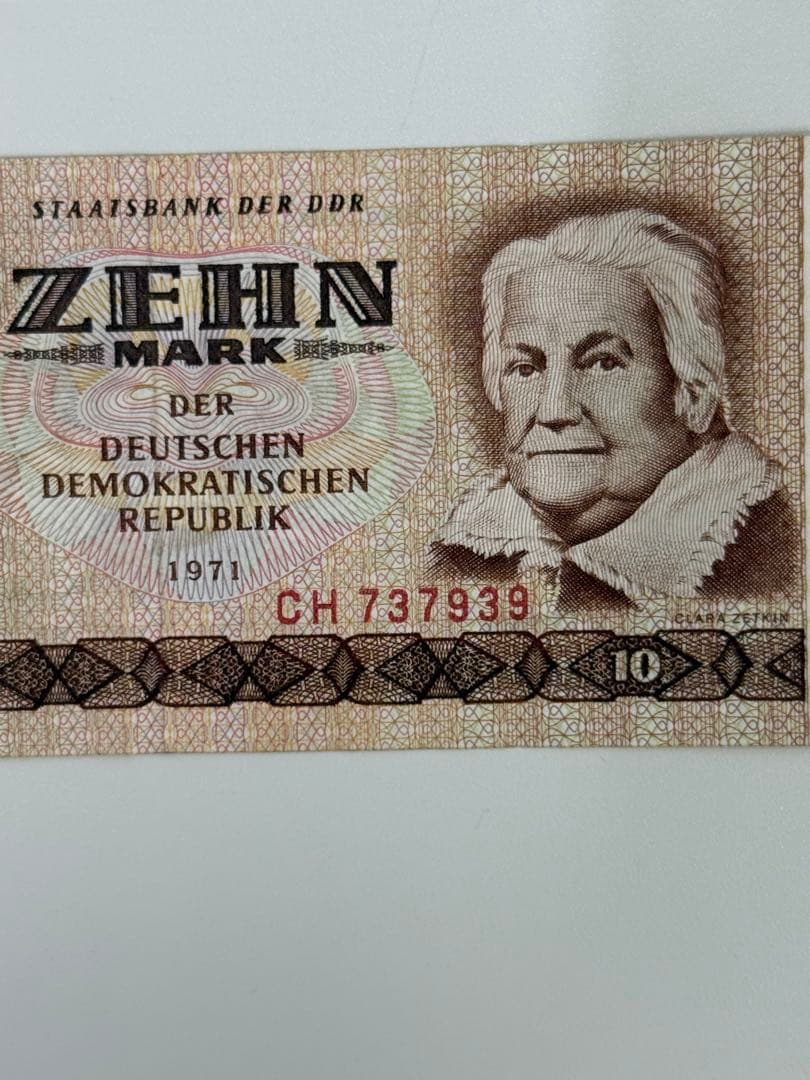 STAATSBANK DER DDR
ZEHN
MARK
DER
DEUTSCHEN
DEMOKRATISCHEN
REPUBLIK
1971
CH 737939
CLARA ZETKIN
10